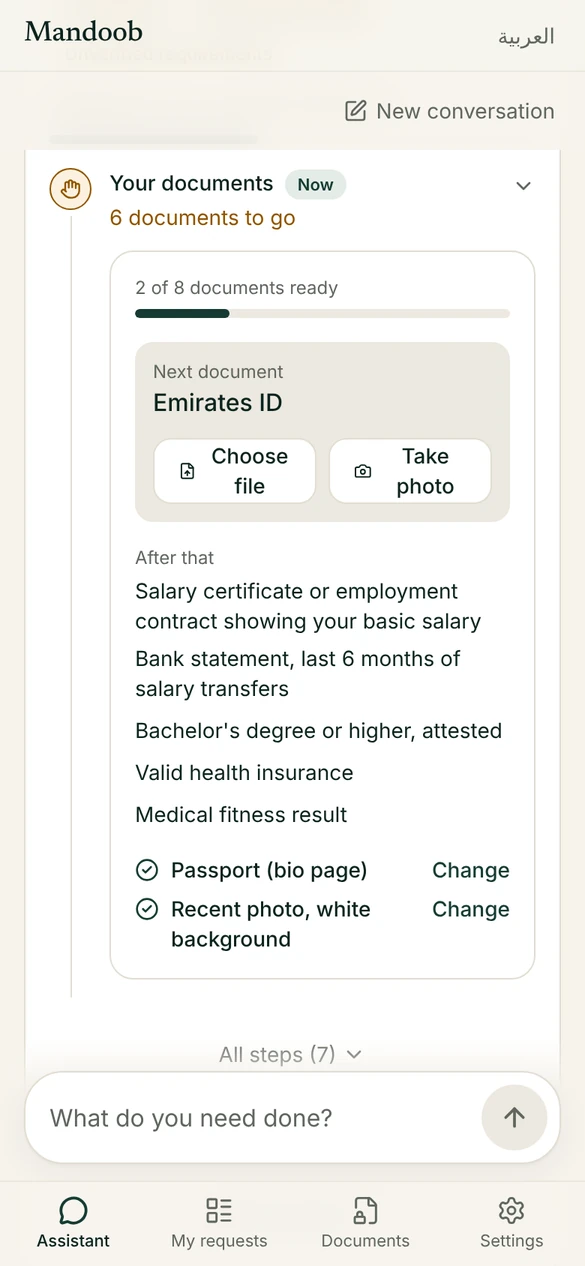 Mandoob
العربية
New conversation
Your documents
Now
6 documents to go
2 of 8 documents ready
Next document
Emirates ID
Choose
file
Take
photo
After that
Salary certificate or employment
contract showing your basic salary
Bank statement, last 6 months of
salary transfers
Bachelor's degree or higher, attested
Valid health insurance
Medical fitness result
Passport (bio page)
Change
Recent photo, white
background
Change
All steps (7)
What do you need done?
Assistant
My requests
Documents
Settings